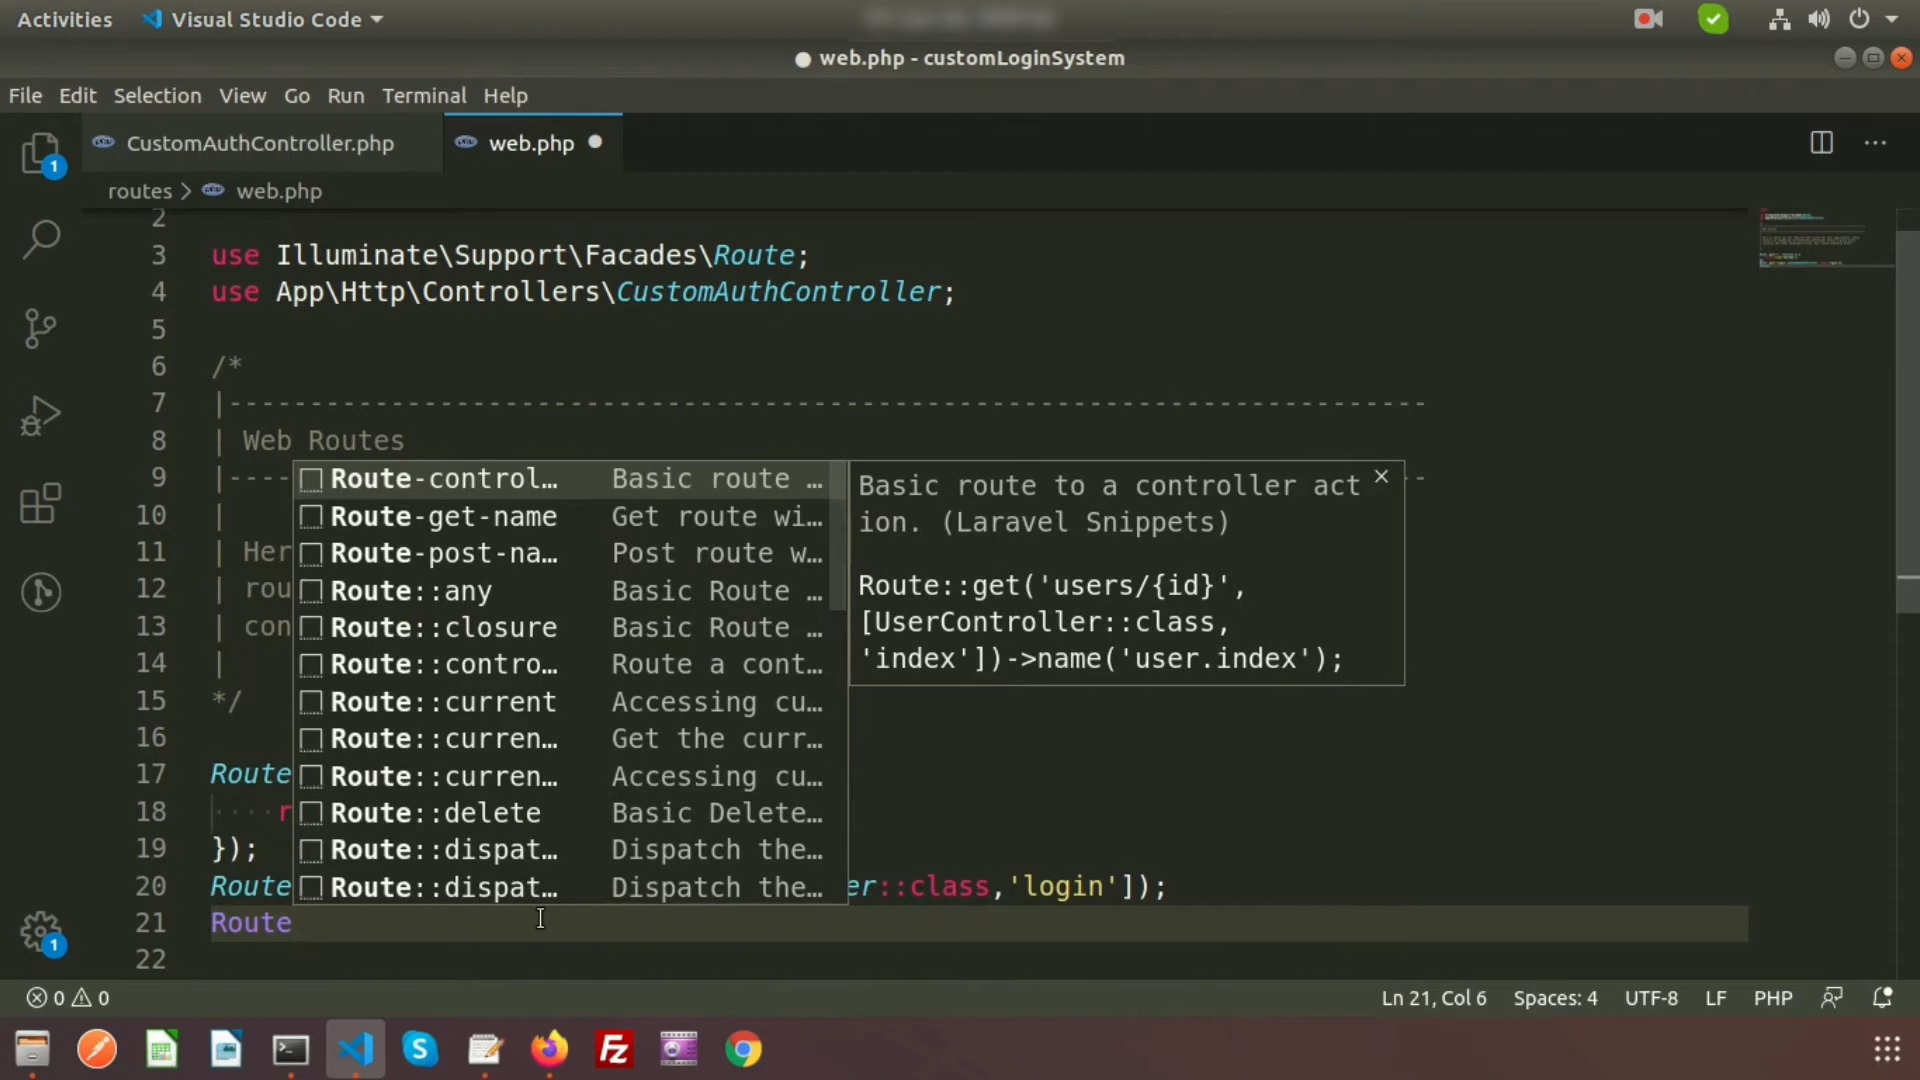 Activities Visual Studio Code
web.php - customLoginSystem
File Edit Selection View Go Run Terminal Help
CustomAuthController.php web.php
routes > web.php
2
3 use Illuminate\Support\Facades\Route;
4 use App\Http\Controllers\CustomAuthController;
5
6 /*
7 |--------------------------------------------------------------------------
8 | Web Routes
9 |----
10 |
11 | Her
12 | rou
13 | con
14 |
15 */
16
17 Route
18 r
19 });
20 Route er::class,'login']);
21 Route
22
Route-control… Basic route …
Route-get-name Get route wi…
Route-post-na… Post route w…
Route::any Basic Route …
Route::closure Basic Route …
Route::contro… Route a cont…
Route::current Accessing cu…
Route::curren… Get the curr…
Route::curren… Accessing cu…
Route::delete Basic Delete…
Route::dispat… Dispatch the…
Route::dispat… Dispatch the…
Basic route to a controller act
ion. (Laravel Snippets)
Route::get('users/{id}',
[UserController::class,
'index'])->name('user.index');
0 0 Ln 21, Col 6 Spaces: 4 UTF-8 LF PHP